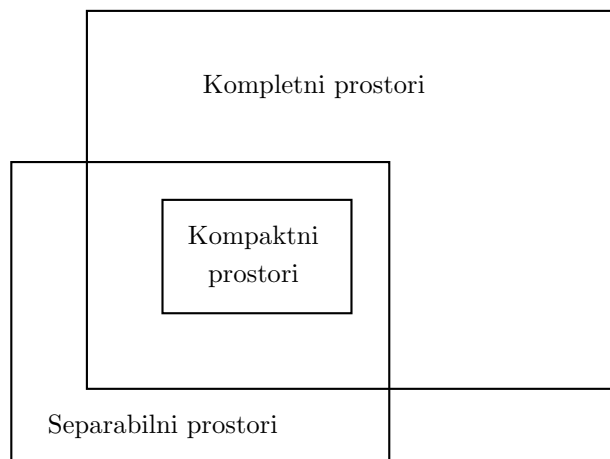 Kompletni prostori
Kompaktni
prostori
Separabilni prostori